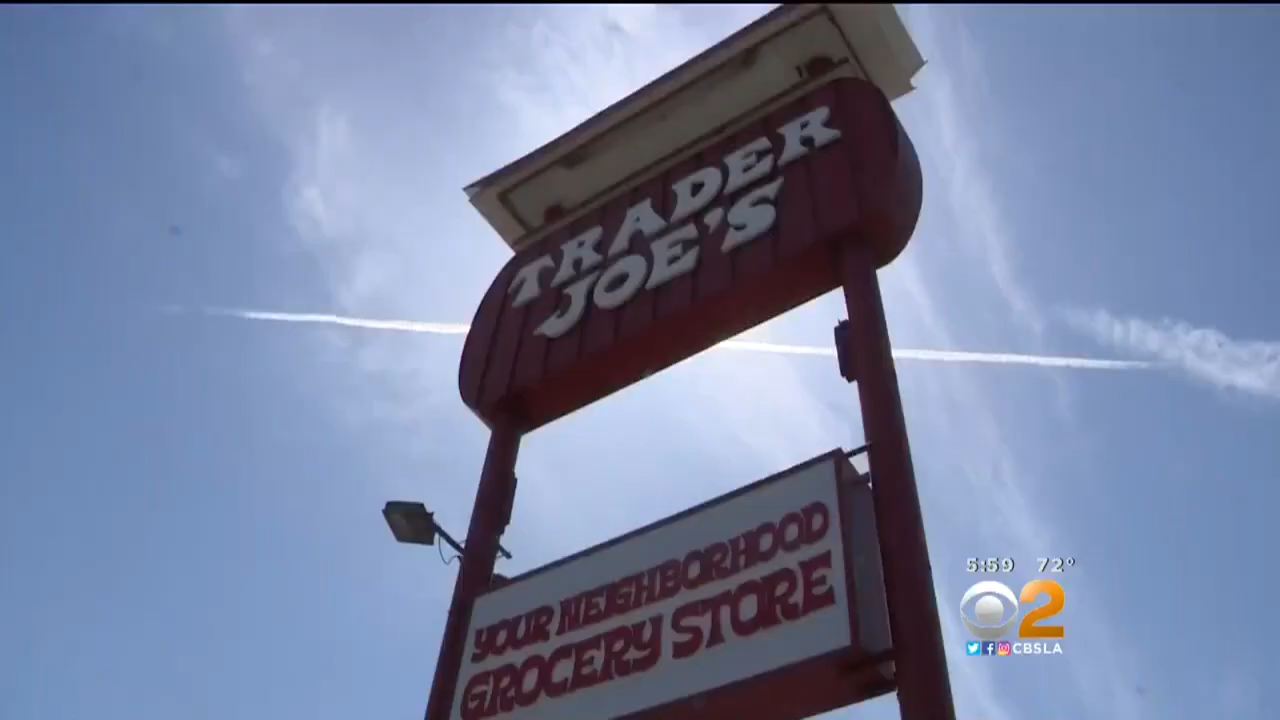 TRADER
JOE'S
YOUR NEIGHBORHOOD
GROCERY STORE
5:59 72°
2
CBSLA